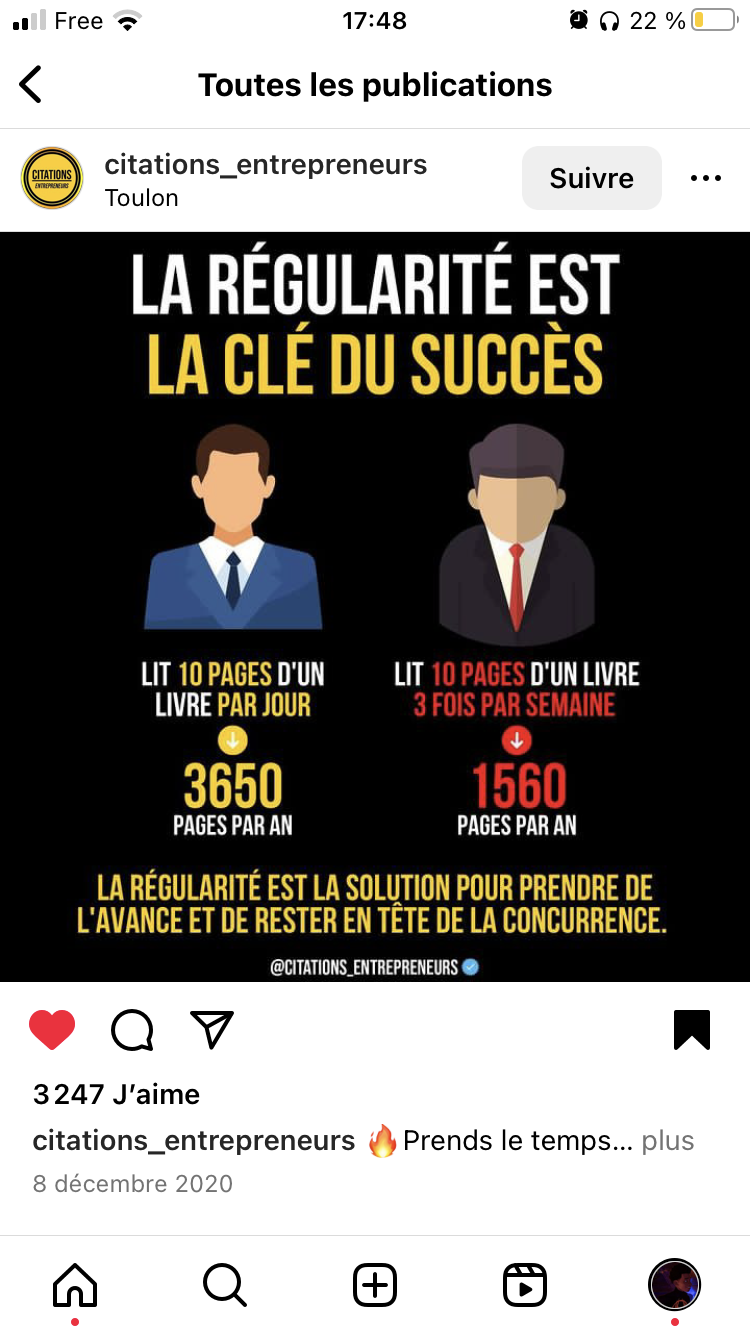 Free 17:48 22 %
Toutes les publications
CITATIONS
ENTREPRENEURS
citations_entrepreneurs
Toulon
Suivre
LA RÉGULARITÉ EST
LA CLÉ DU SUCCÈS
LIT 10 PAGES D'UN
LIVRE PAR JOUR
3650
PAGES PAR AN
LIT 10 PAGES D'UN LIVRE
3 FOIS PAR SEMAINE
1560
PAGES PAR AN
LA RÉGULARITÉ EST LA SOLUTION POUR PRENDRE DE
L'AVANCE ET DE RESTER EN TÊTE DE LA CONCURRENCE.
@CITATIONS_ENTREPRENEURS
3 247 J’aime
citations_entrepreneurs 🔥Prends le temps... plus
8 décembre 2020